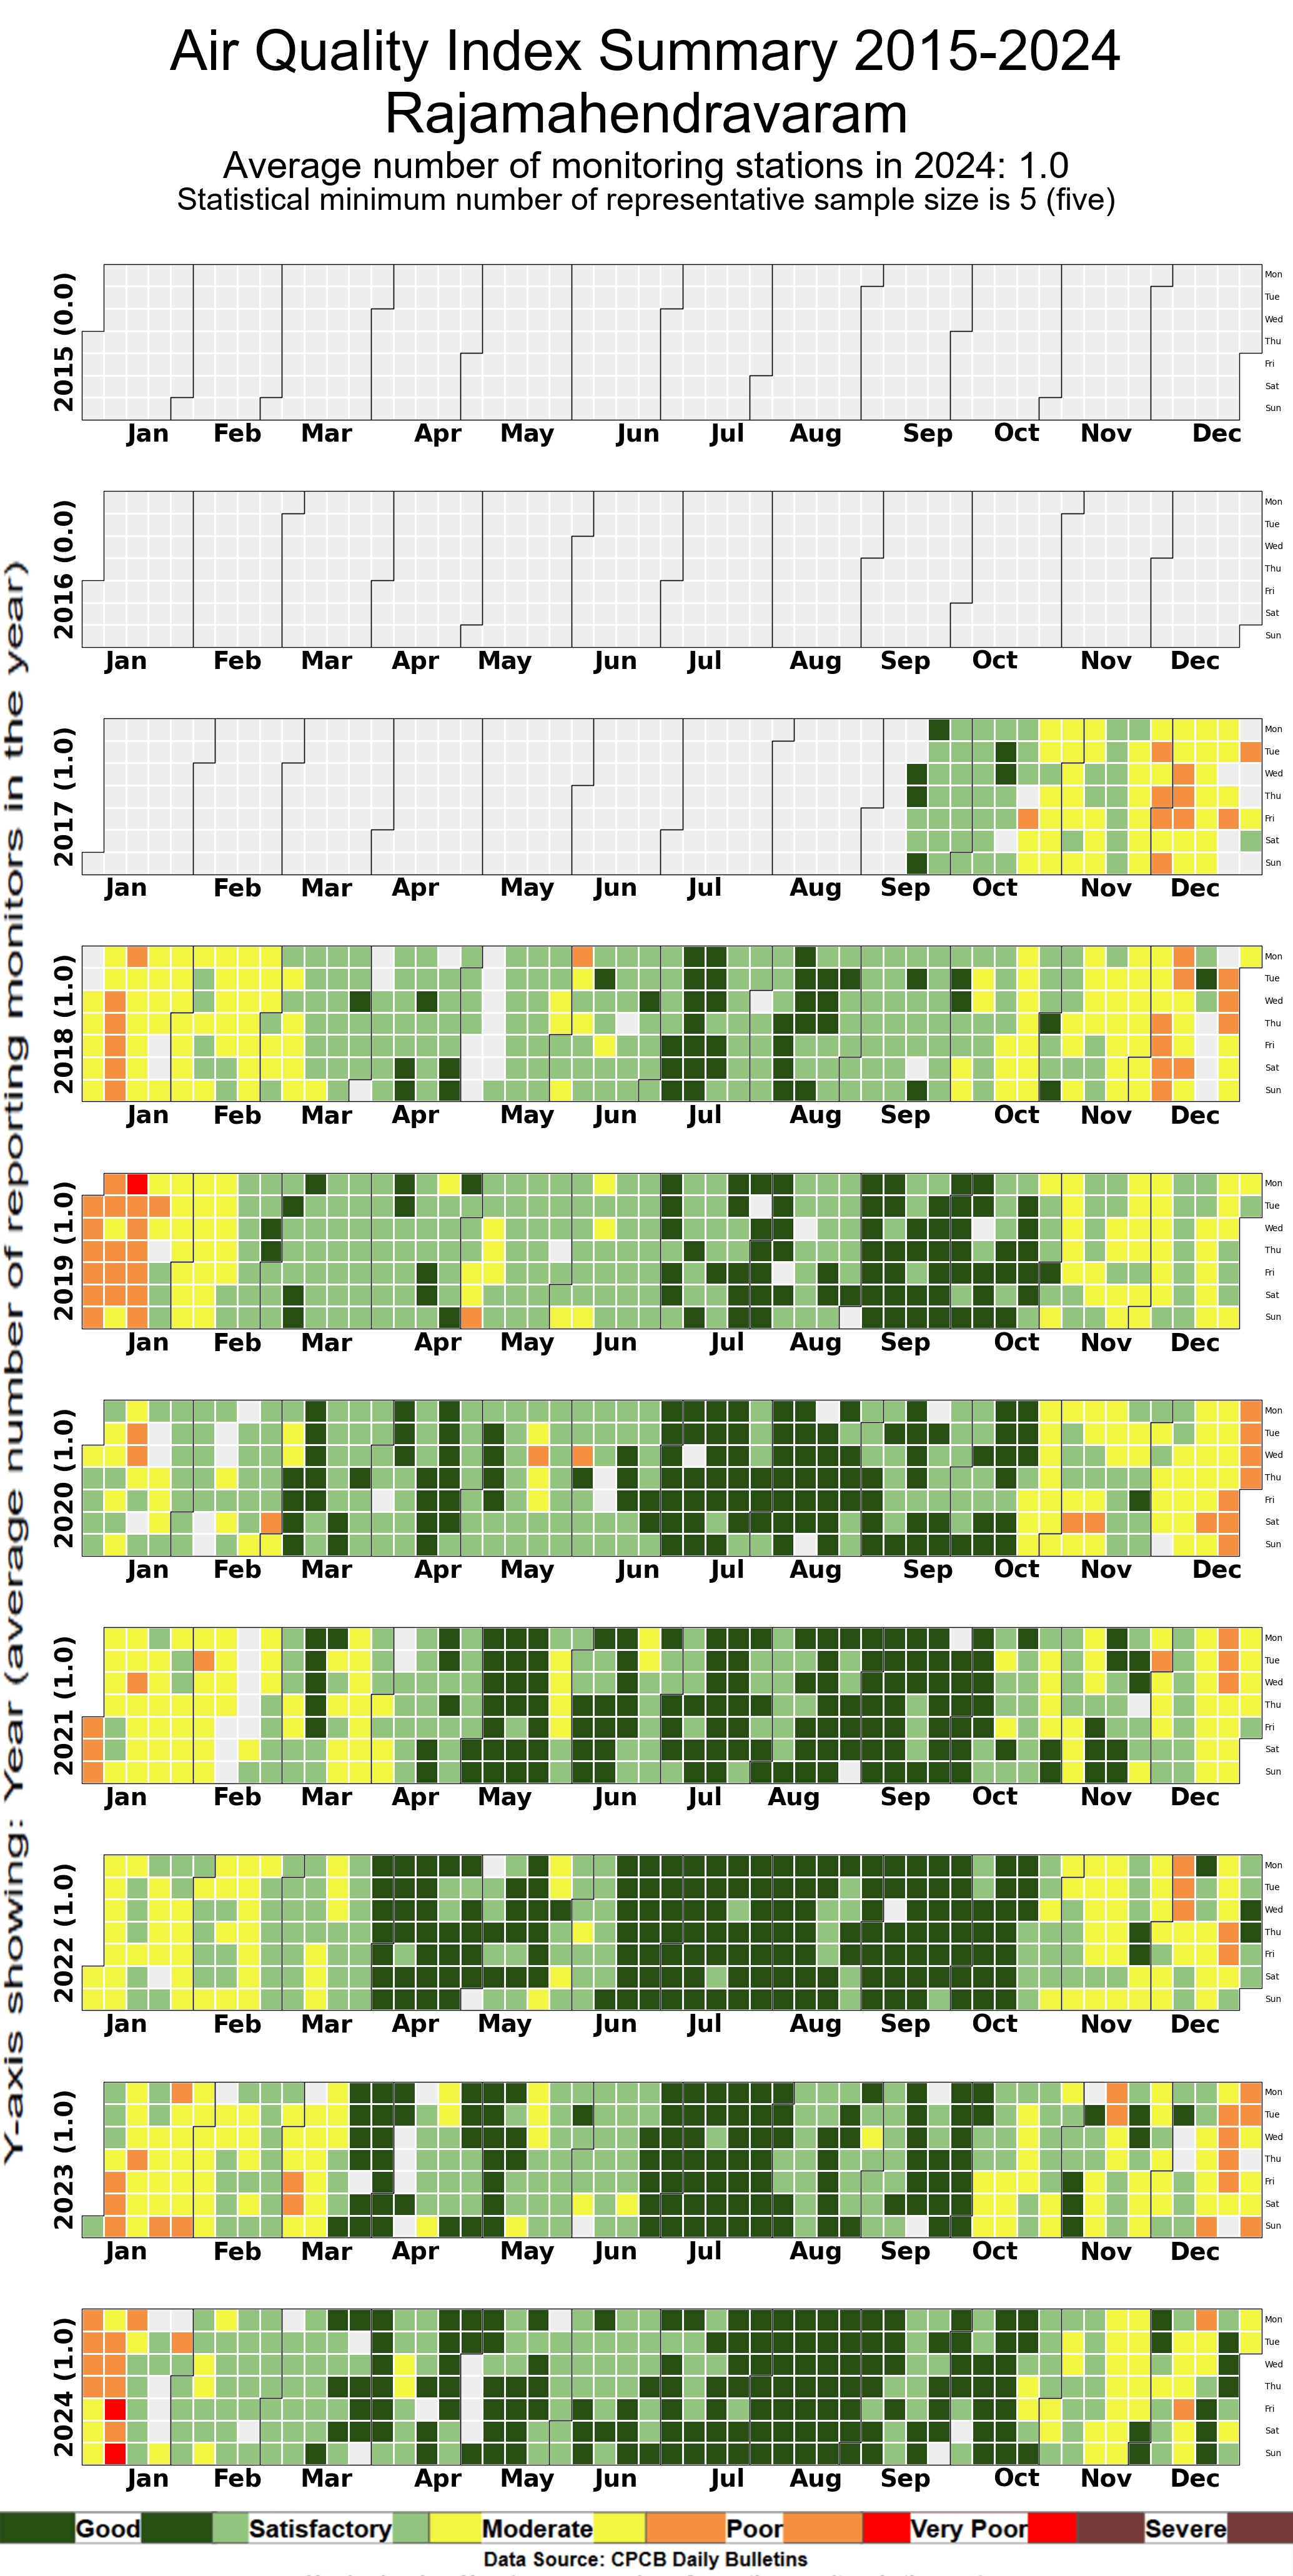 Air Quality Index Summary 2015-2024
Rajamahendravaram
Average number of monitoring stations in 2024: 1.0
Statistical minimum number of representative sample size is 5 (five)
Y-axis showing: Year (average number of reporting monitors in the year)
2015 (0.0)
Mon
Tue
Wed
Thu
Fri
Sat
Sun
Jan Feb Mar Apr May Jun Jul Aug Sep Oct Nov Dec
2016 (0.0)
Mon
Tue
Wed
Thu
Fri
Sat
Sun
Jan Feb Mar Apr May Jun Jul Aug Sep Oct Nov Dec
2017 (1.0)
Mon
Tue
Wed
Thu
Fri
Sat
Sun
Jan Feb Mar Apr May Jun Jul Aug Sep Oct Nov Dec
2018 (1.0)
Mon
Tue
Wed
Thu
Fri
Sat
Sun
Jan Feb Mar Apr May Jun Jul Aug Sep Oct Nov Dec
2019 (1.0)
Mon
Tue
Wed
Thu
Fri
Sat
Sun
Jan Feb Mar Apr May Jun Jul Aug Sep Oct Nov Dec
2020 (1.0)
Mon
Tue
Wed
Thu
Fri
Sat
Sun
Jan Feb Mar Apr May Jun Jul Aug Sep Oct Nov Dec
2021 (1.0)
Mon
Tue
Wed
Thu
Fri
Sat
Sun
Jan Feb Mar Apr May Jun Jul Aug Sep Oct Nov Dec
2022 (1.0)
Mon
Tue
Wed
Thu
Fri
Sat
Sun
Jan Feb Mar Apr May Jun Jul Aug Sep Oct Nov Dec
2023 (1.0)
Mon
Tue
Wed
Thu
Fri
Sat
Sun
Jan Feb Mar Apr May Jun Jul Aug Sep Oct Nov Dec
2024 (1.0)
Mon
Tue
Wed
Thu
Fri
Sat
Sun
Jan Feb Mar Apr May Jun Jul Aug Sep Oct Nov Dec
Good Satisfactory Moderate Poor Very Poor Severe
Data Source: CPCB Daily Bulletins